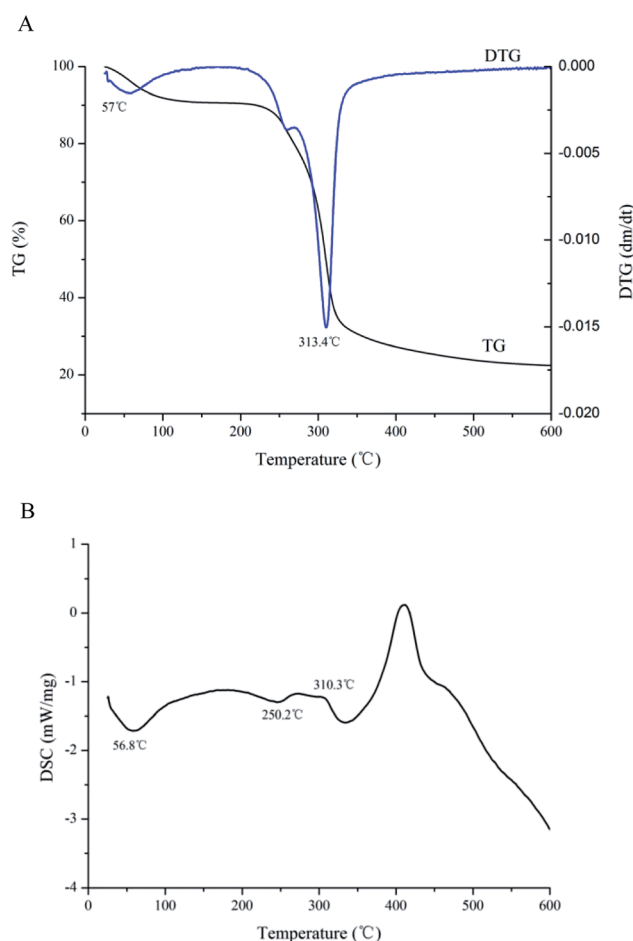 A
DTG
TG
57℃
313.4℃
100
80
60
40
20
TG (%)
0.000
-0.005
-0.010
-0.015
-0.020
DTG (dm/dt)
0 100 200 300 400 500 600
Temperature (℃)
B
1
0
-1
-2
-3
-4
DSC (mW/mg)
56.8℃
250.2℃
310.3℃
0 100 200 300 400 500 600
Temperature (℃)